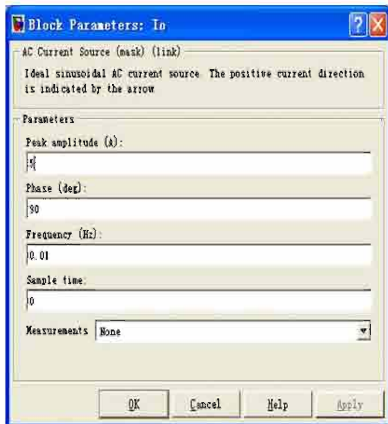 Block Parameters: Io
AC Current Source (mask) (link)
Ideal sinusoidal AC current source. The positive current direction
is indicated by the arrow
Parameters
Peak amplitude (A):
5
Phase (deg):
90
Frequency (Hz):
0.01
Sample time:
0
Measurements None
OK Cancel Help Apply